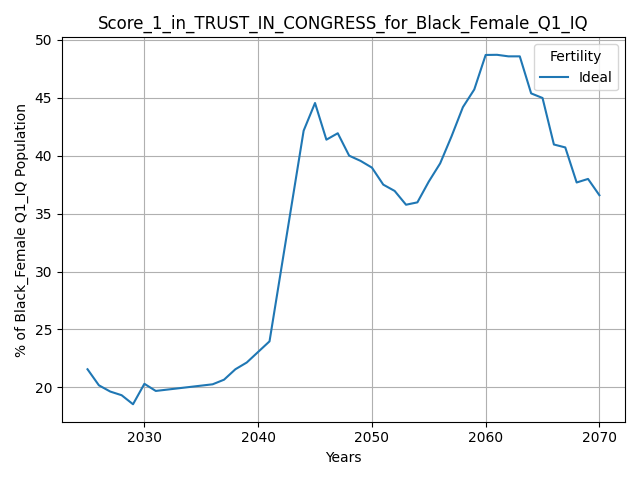 Score_1_in_TRUST_IN_CONGRESS_for_Black_Female_Q1_IQ
Fertility
Ideal
% of Black_Female Q1_IQ Population
50
45
40
35
30
25
20
2030
2040
2050
2060
2070
Years